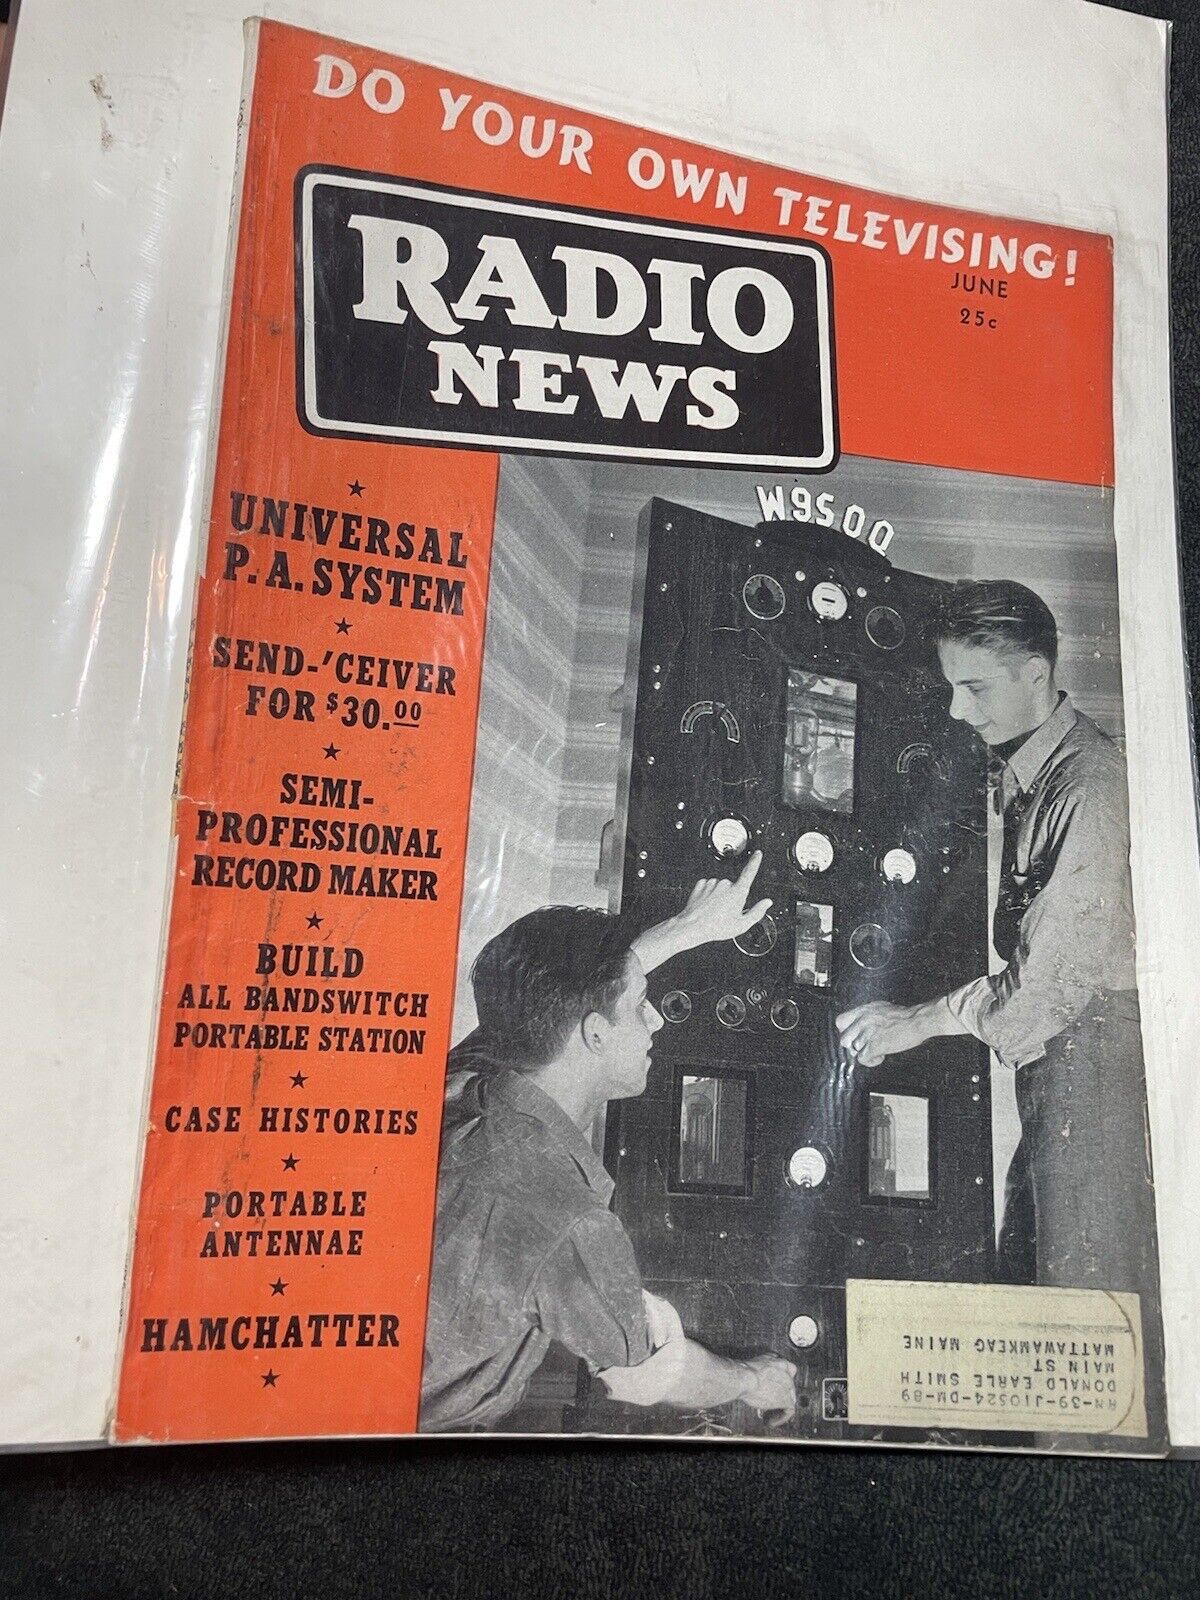 DO YOUR OWN TELEVISING!
RADIO
NEWS
JUNE
25c
UNIVERSAL
P.A. SYSTEM
SEND-'CEIVER
FOR $30.00
SEMI-
PROFESSIONAL
RECORD MAKER
BUILD
ALL BANDSWITCH
PORTABLE STATION
CASE HISTORIES
PORTABLE
ANTENNAE
HAMCHATTER
W9SOQ
RN-39-J10524-DM-89
DONALD EARLE SMITH
MAIN ST
MATTAWAMKEAG MAINE